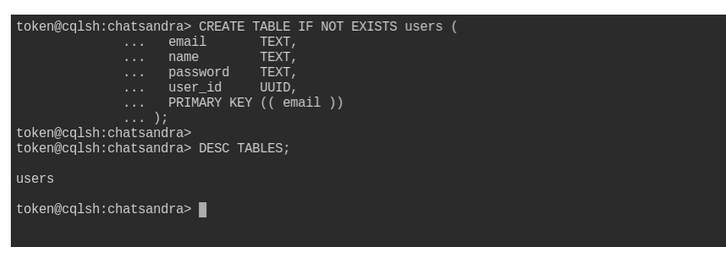 token@cqlsh:chatsandra> CREATE TABLE IF NOT EXISTS users (
              ...   email       TEXT,
              ...   name        TEXT,
              ...   password    TEXT,
              ...   user_id     UUID,
              ...   PRIMARY KEY (( email ))
              ... );
token@cqlsh:chatsandra>
token@cqlsh:chatsandra> DESC TABLES;
users
token@cqlsh:chatsandra>